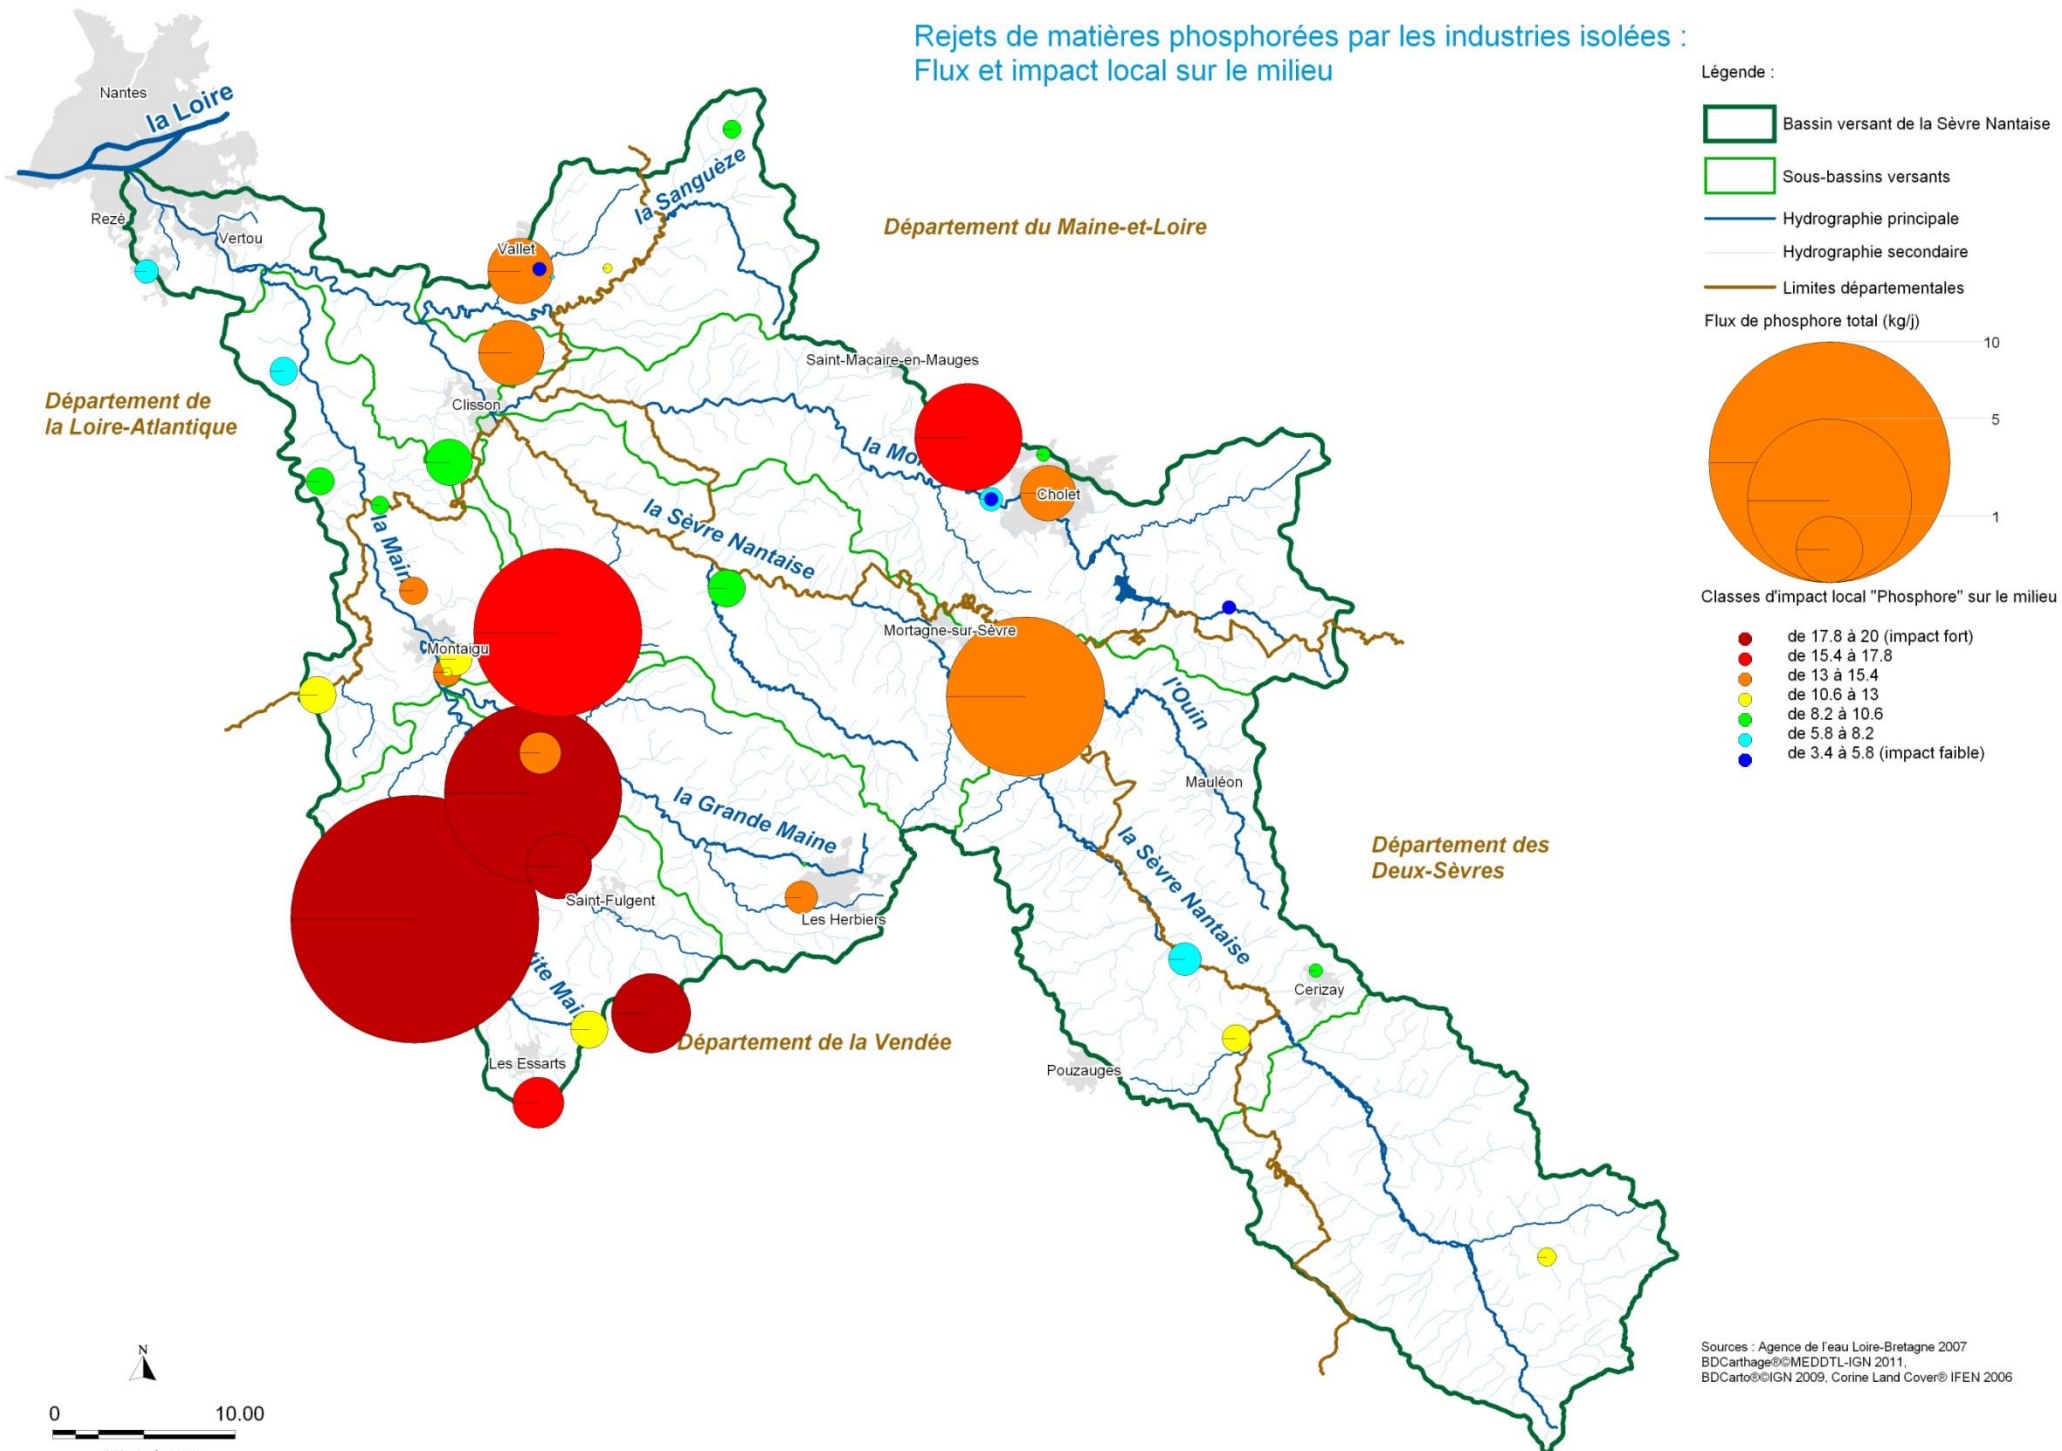 Rejets de matières phosphorées par les industries isolées :
Flux et impact local sur le milieu
Légende :
Bassin versant de la Sèvre Nantaise
Sous-bassins versants
Hydrographie principale
Hydrographie secondaire
Limites départementales
Flux de phosphore total (kg/j)
10
5
1
Classes d'impact local "Phosphore" sur le milieu
de 17.8 à 20 (impact fort)
de 15.4 à 17.8
de 13 à 15.4
de 10.6 à 13
de 8.2 à 10.6
de 5.8 à 8.2
de 3.4 à 5.8 (impact faible)
Nantes
la Loire
Rezé
Vertou
la Sanguèze
Vallet
Département du Maine-et-Loire
Saint-Macaire-en-Mauges
Département de
la Loire-Atlantique
Clisson
la Mo
Cholet
la Sèvre Nantaise
la Main
Mortagne-sur-Sèvre
Montaigu
l'Ouin
Mauléon
la Grande Maine
la Sèvre Nantaise
Département des
Deux-Sèvres
Saint-Fulgent
Les Herbiers
tite Mai
Cerizay
Département de la Vendée
Les Essarts
Pouzauges
N
0 10.00
Sources : Agence de l'eau Loire-Bretagne 2007
BDCarthage®©MEDDTL-IGN 2011,
BDCarto®©IGN 2009, Corine Land Cover® IFEN 2006